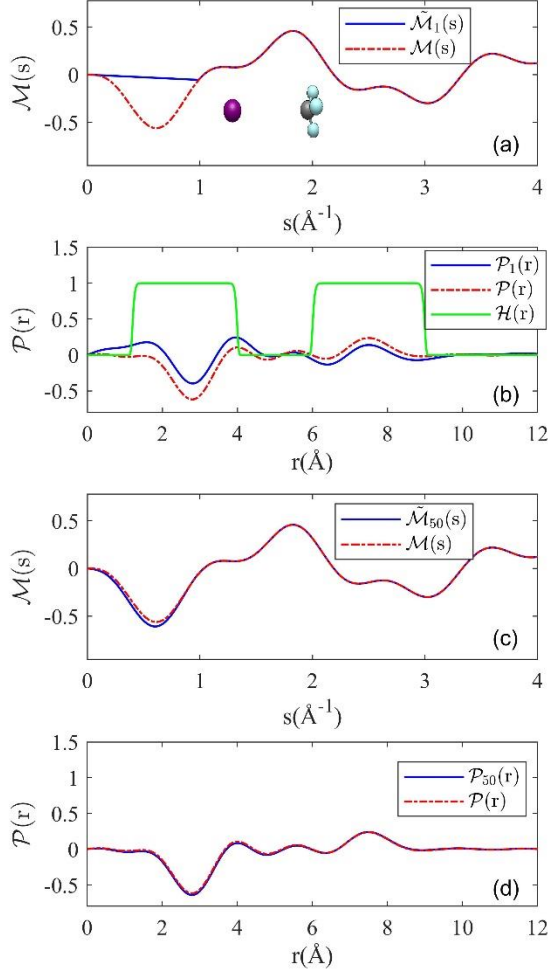 0.5
0
-0.5
M(s)
M̃₁(s)
M(s)
(a)
0 1 2 3 4
s(Å⁻¹)
1.5
1
0.5
0
-0.5
P(r)
P₁(r)
P(r)
H(r)
(b)
0 2 4 6 8 10 12
r(Å)
0.5
0
-0.5
M(s)
M̃₅₀(s)
M(s)
(c)
0 1 2 3 4
s(Å⁻¹)
1.5
1
0.5
0
-0.5
P(r)
P₅₀(r)
P(r)
(d)
0 2 4 6 8 10 12
r(Å)